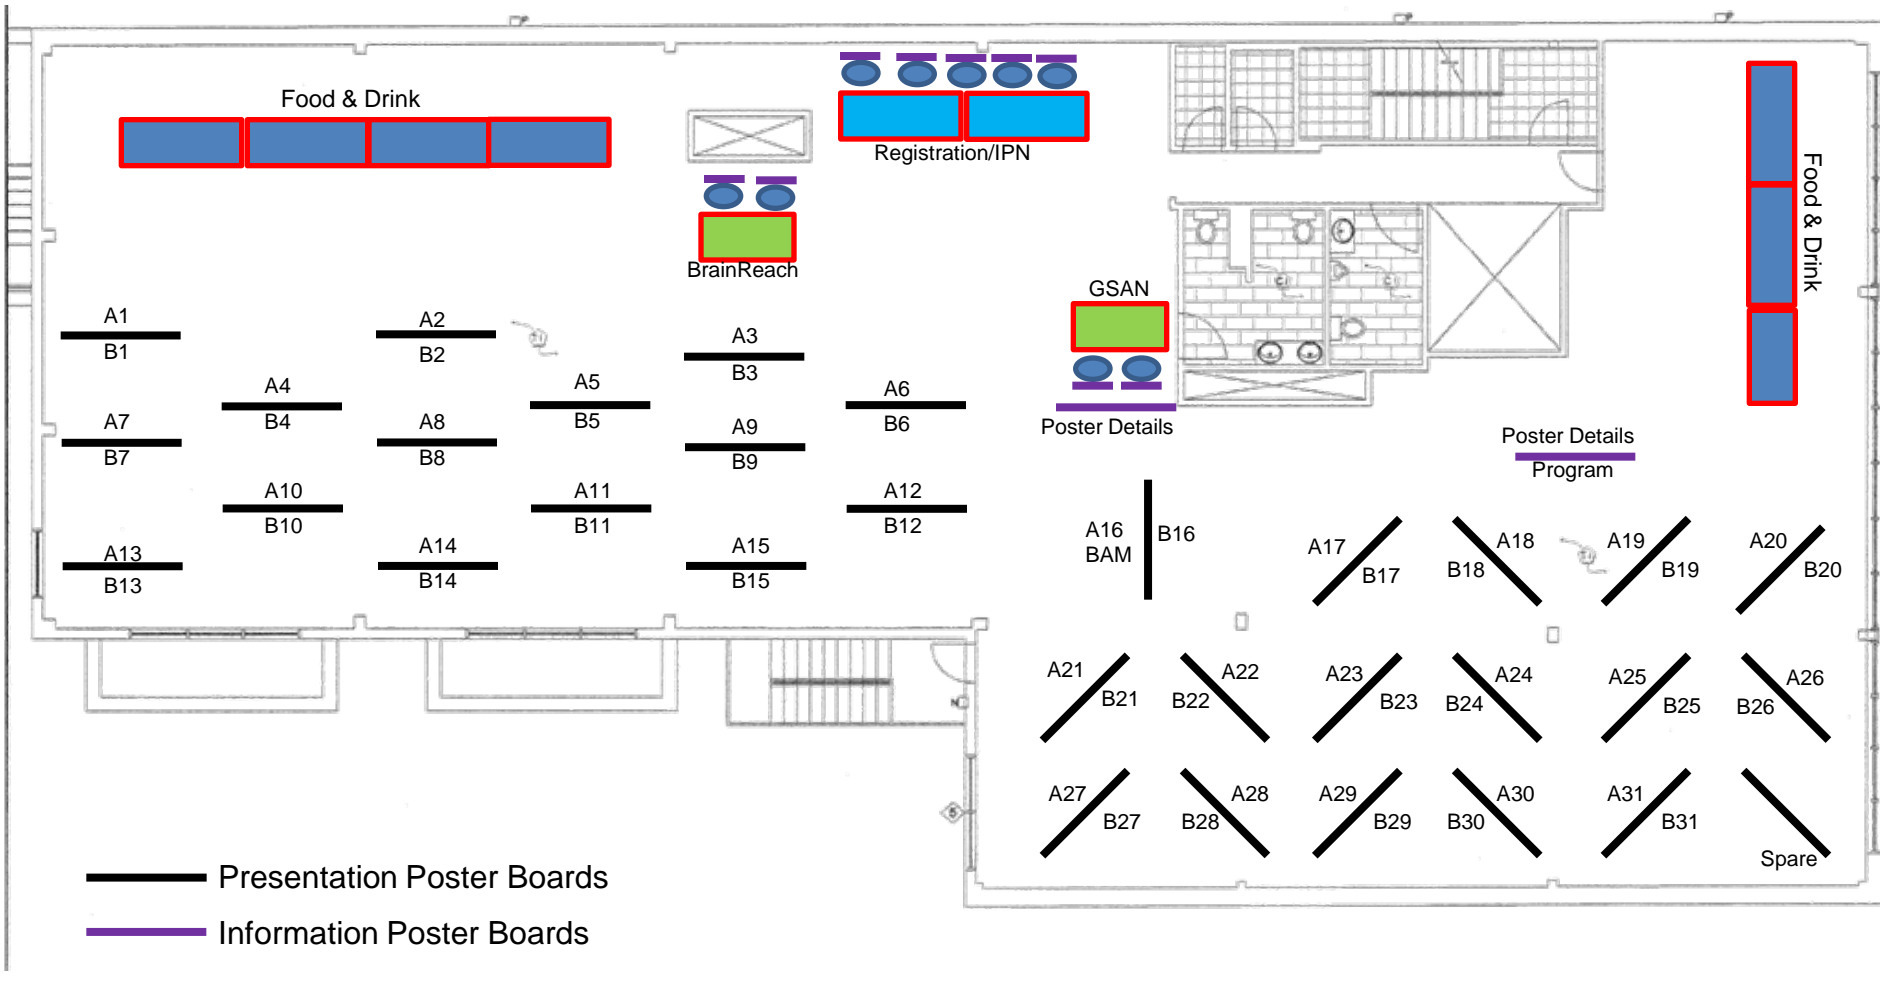 Food & Drink
Registration/IPN
BrainReach
GSAN
Food & Drink
A1
B1
A2
B2
A3
B3
A4
B4
A5
B5
A6
B6
A7
B7
A8
B8
A9
B9
A10
B10
A11
B11
A12
B12
A13
B13
A14
B14
A15
B15
Poster Details
Poster Details
Program
A16
BAM
B16
A17
B17
A18
B18
A19
B19
A20
B20
A21
B21
A22
B22
A23
B23
A24
B24
A25
B25
A26
B26
A27
B27
A28
B28
A29
B29
A30
B30
A31
B31
Spare
Presentation Poster Boards
Information Poster Boards